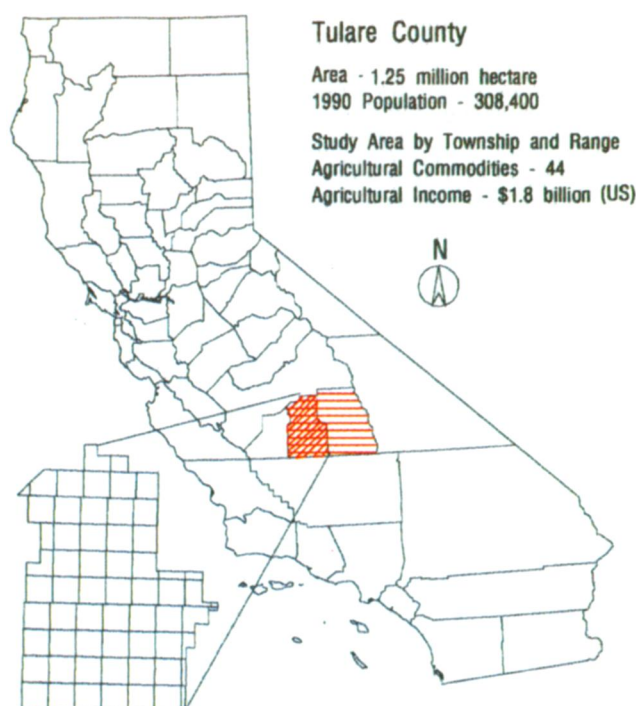 Tulare County
Area - 1.25 million hectare
1990 Population - 308,400
Study Area by Township and Range
Agricultural Commodities - 44
Agricultural Income - $1.8 billion (US)
N